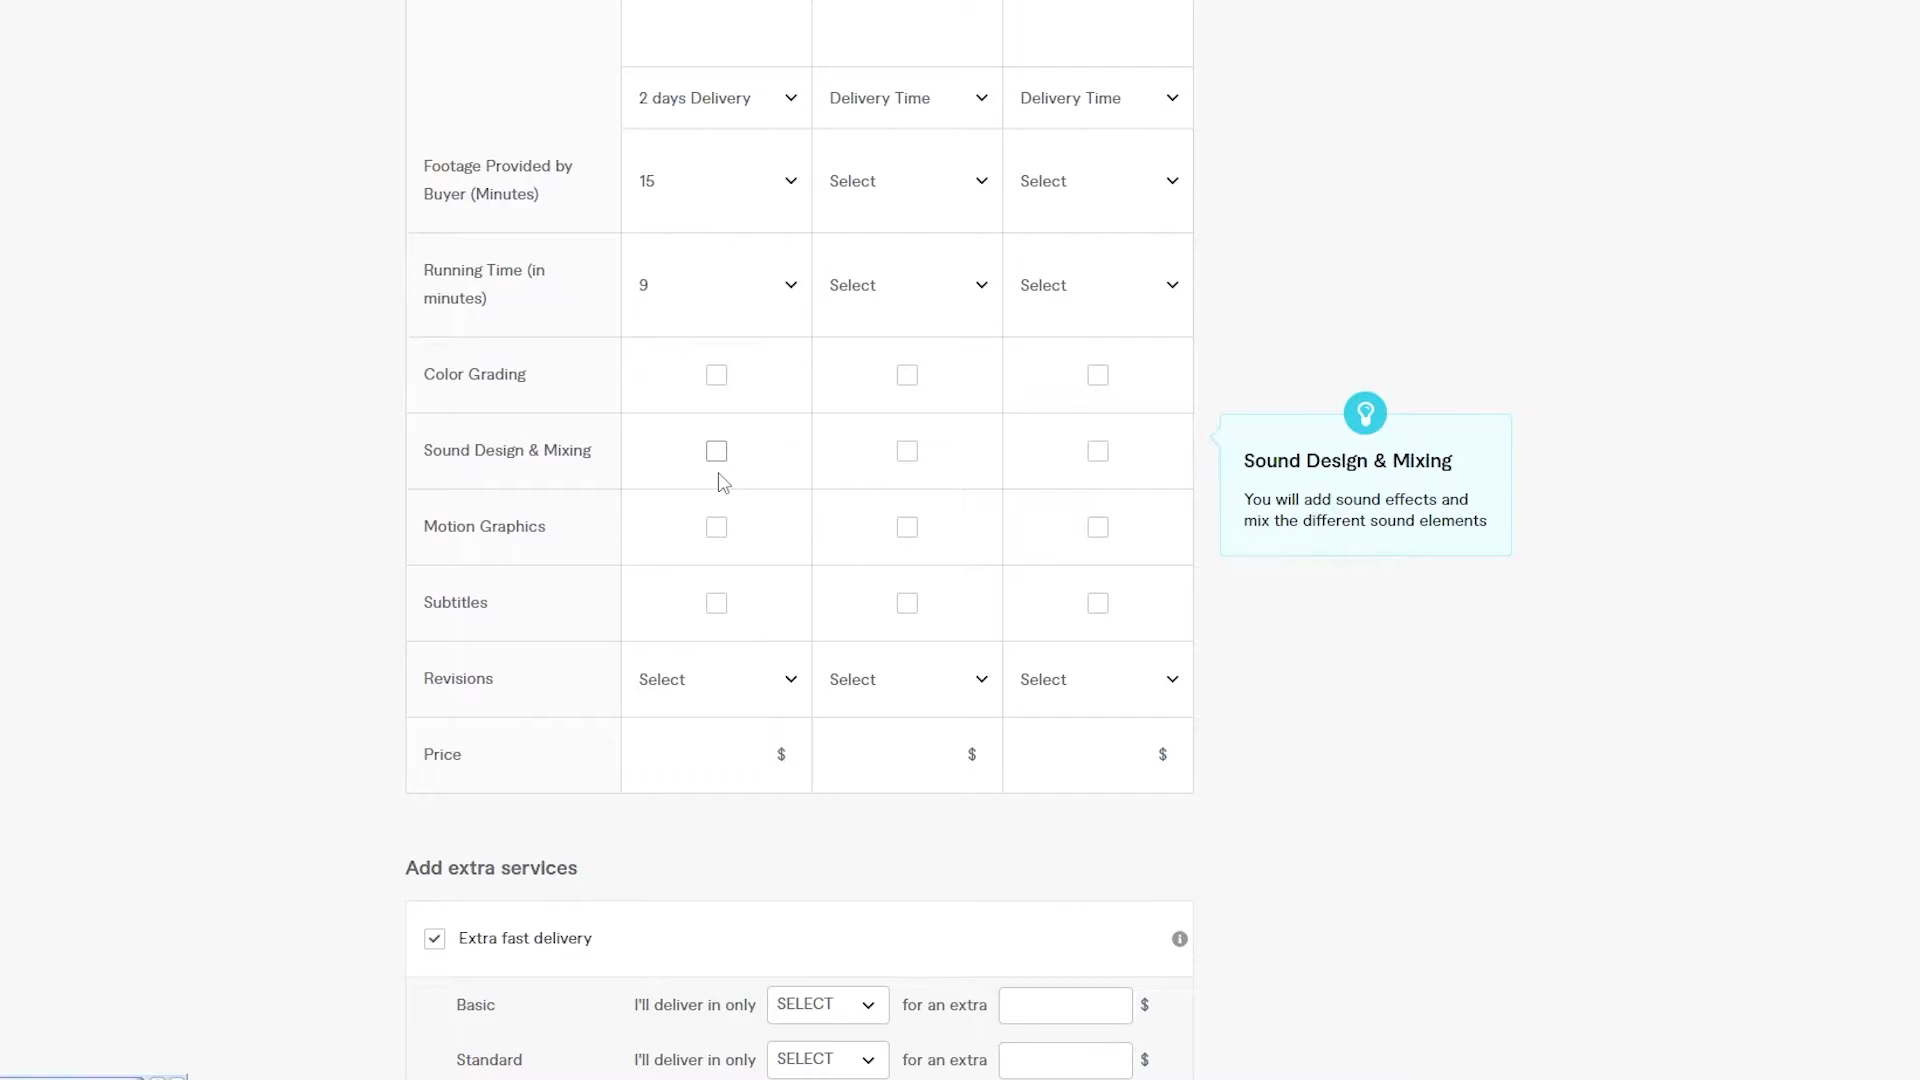 2 days Delivery
Delivery Time
Delivery Time
Footage Provided by
Buyer (Minutes)
15
Select
Select
Running Time (in
minutes)
9
Select
Select
Color Grading
Sound Design & Mixing
Sound Design & Mixing
You will add sound effects and
mix the different sound elements
Motion Graphics
Subtitles
Revisions
Select
Select
Select
Price
$
$
$
Add extra services
Extra fast delivery
Basic I'll deliver in only SELECT for an extra $
Standard I'll deliver in only SELECT for an extra $